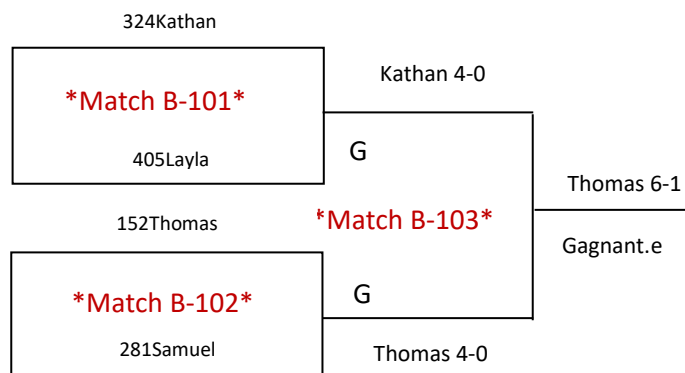 324Kathan
*Match B-101*
405Layla
Kathan 4-0
G
152Thomas
*Match B-102*
281Samuel
G
Thomas 4-0
*Match B-103*
Thomas 6-1
Gagnant.e